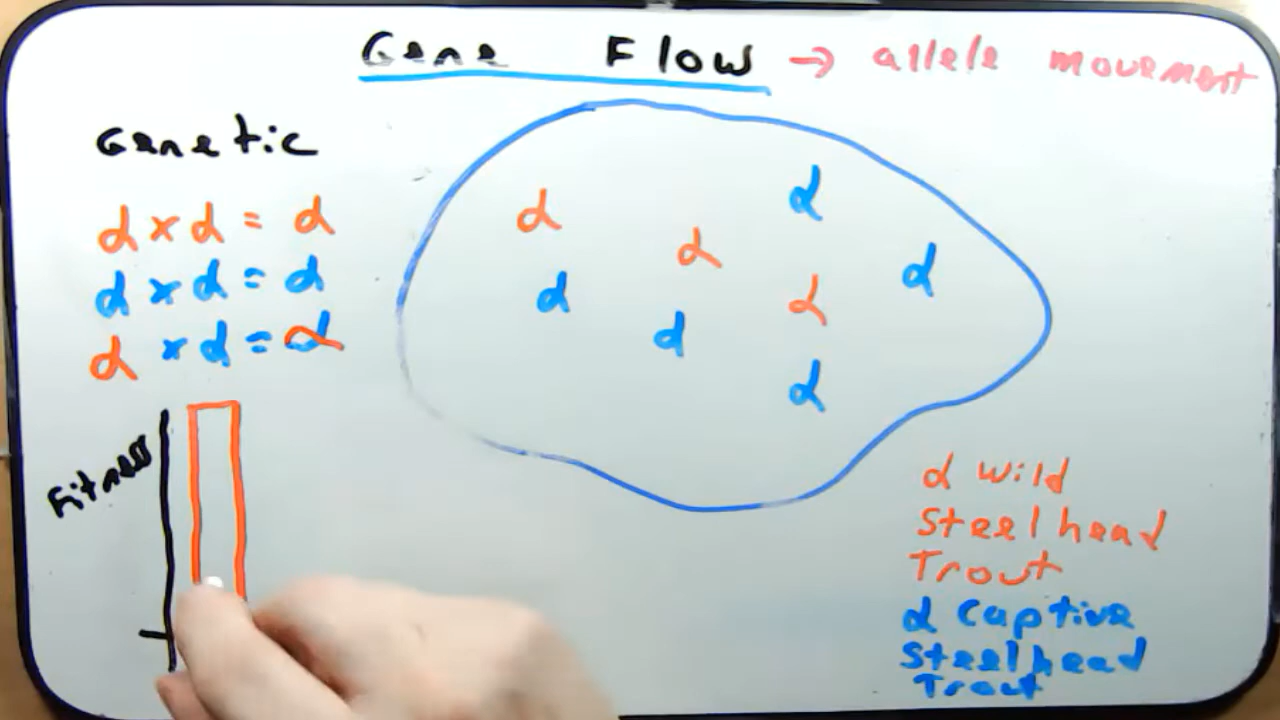 Gene Flow → allele movement
Genetic
α x α = α
α x α = α
α x α = α
Fitness
α α α α α α α α
α Wild
Steelhead
Trout
α Captive
Steelhead
Trout